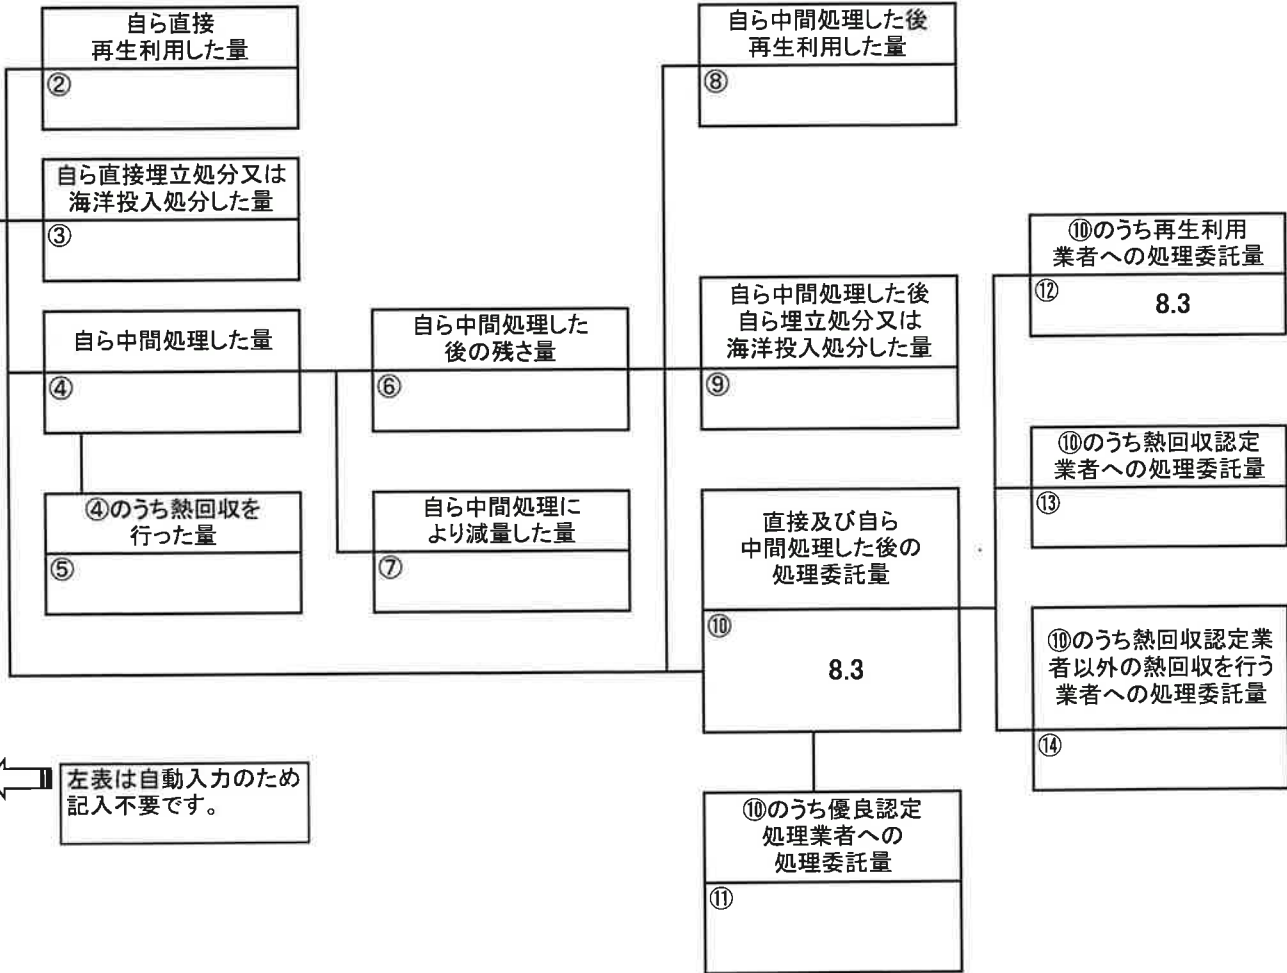 自ら直接
再生利用した量
②
自ら直接埋立処分又は
海洋投入処分した量
③
自ら中間処理した量
④
④のうち熱回収を
行った量
⑤
自ら中間処理した
後の残さ量
⑥
自ら中間処理に
より減量した量
⑦
自ら中間処理した後
再生利用した量
⑧
自ら中間処理した後
自ら埋立処分又は
海洋投入処分した量
⑨
直接及び自ら
中間処理した後の
処理委託量
⑩
8.3
⑩のうち優良認定
処理業者への
処理委託量
⑪
⑩のうち再生利用
業者への処理委託量
⑫
8.3
⑩のうち熱回収認定
業者への処理委託量
⑬
⑩のうち熱回収認定業
者以外の熱回収を行う
業者への処理委託量
⑭
左表は自動入力のため
記入不要です。